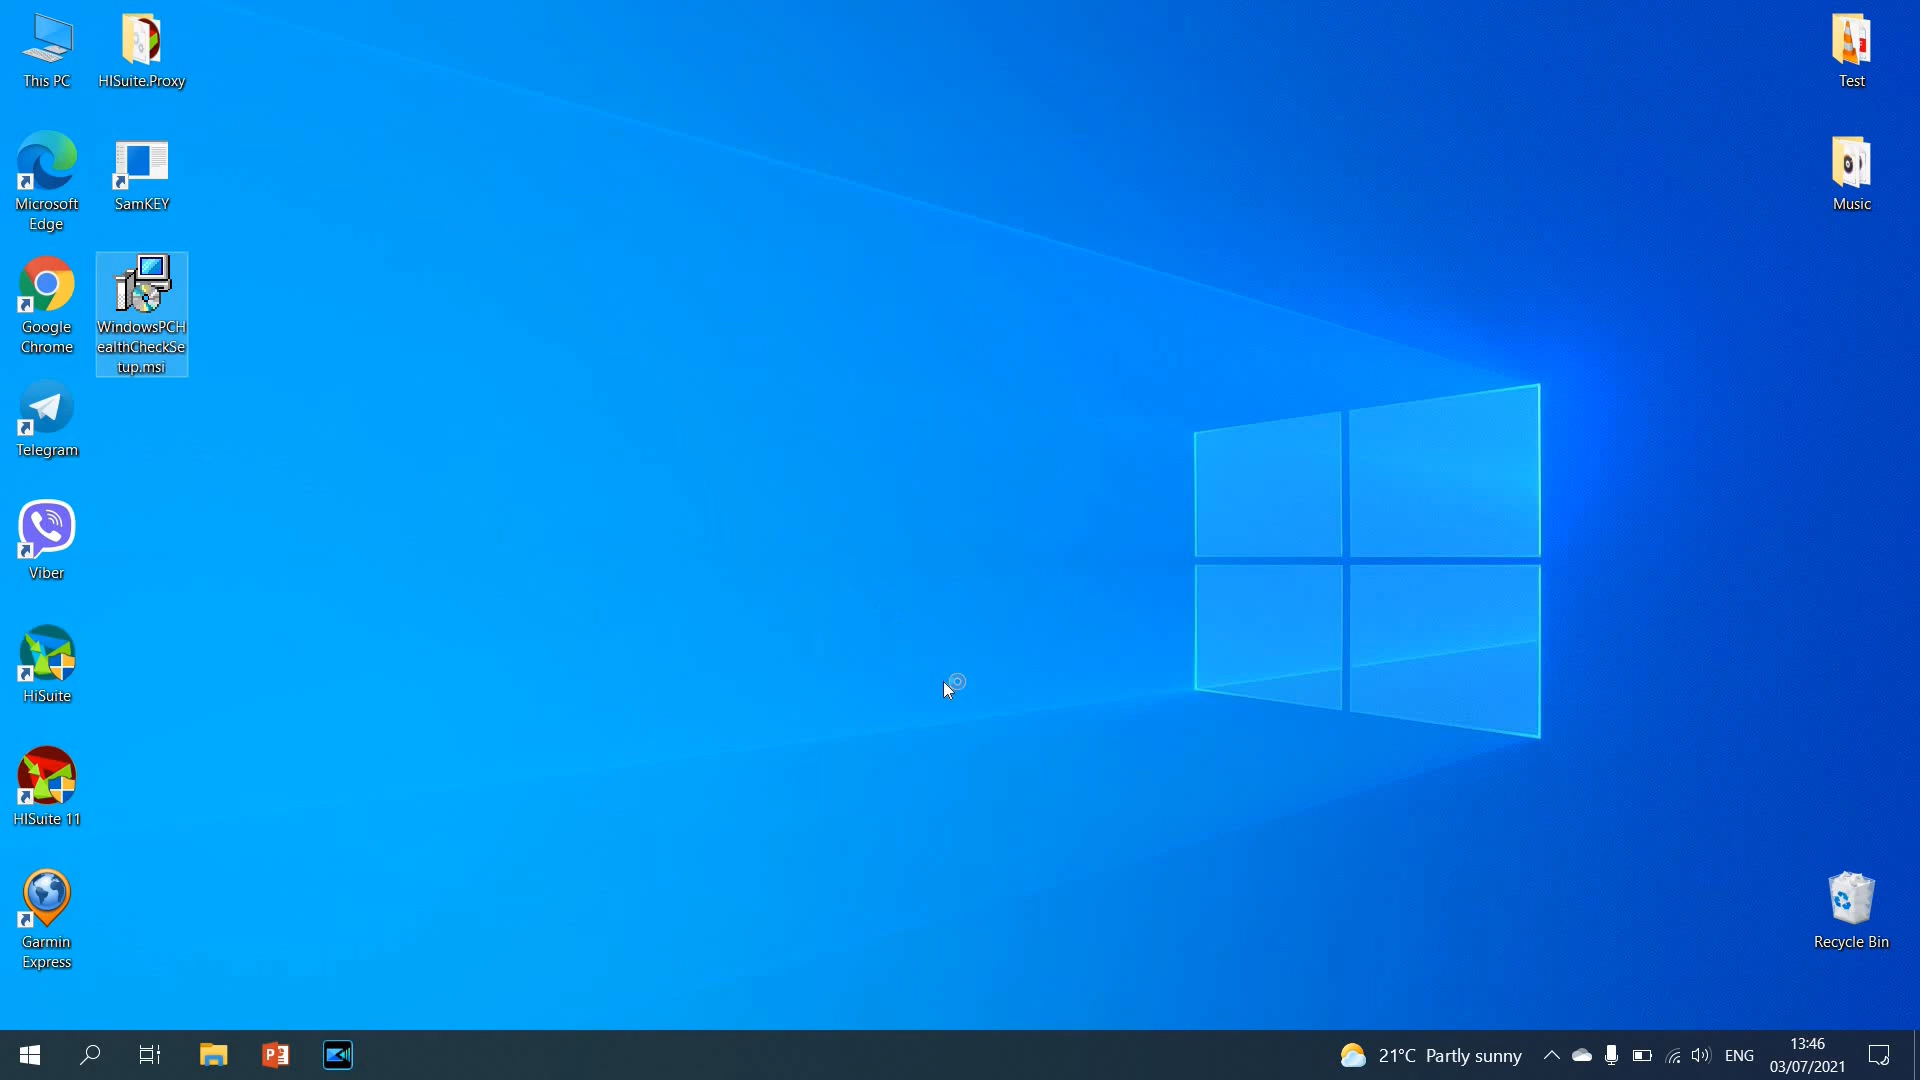 This PC
HISuite.Proxy
Test
Microsoft
Edge
SamKEY
Music
Google
Chrome
WindowsPCH
ealthCheckSe
tup.msi
Telegram
Viber
HiSuite
HISuite 11
Garmin
Express
Recycle Bin
21°C Partly sunny
ENG
13:46
03/07/2021